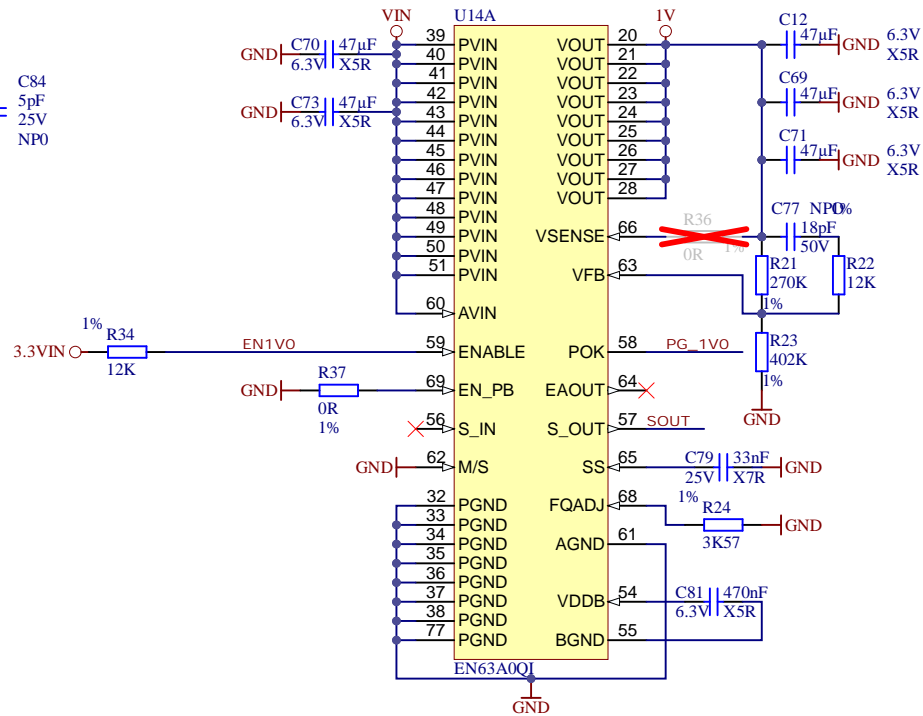 VIN
U14A
1V
C84
5pF
25V
NP0
GND
C70
47µF
6.3V
X5R
GND
C73
47µF
6.3V
X5R
39 PVIN
40 PVIN
41 PVIN
42 PVIN
43 PVIN
44 PVIN
45 PVIN
46 PVIN
47 PVIN
48 PVIN
49 PVIN
50 PVIN
51 PVIN
60 AVIN
59 ENABLE
69 EN_PB
56 S_IN
62 M/S
32 PGND
33 PGND
34 PGND
35 PGND
36 PGND
37 PGND
38 PGND
77 PGND
VOUT 20
VOUT 21
VOUT 22
VOUT 23
VOUT 24
VOUT 25
VOUT 26
VOUT 27
VOUT 28
VSENSE 66
VFB 63
POK 58
EAOUT 64
S_OUT 57
SS 65
FQADJ 68
AGND 61
VDDB 54
BGND 55
EN63A0QI
GND
3.3VIN
1%
R34
12K
EN1V0
GND
R37
0R
1%
GND
C12
47µF
GND
6.3V
X5R
C69
47µF
GND
6.3V
X5R
C71
47µF
GND
6.3V
X5R
R36
0R
1%
C77
NP0
1%
18pF
50V
R21
270K
1%
R22
12K
R23
402K
1%
GND
PG_1V0
SOUT
C79
33nF
25V
X7R
GND
1%
R24
3K57
GND
C81
470nF
6.3V
X5R